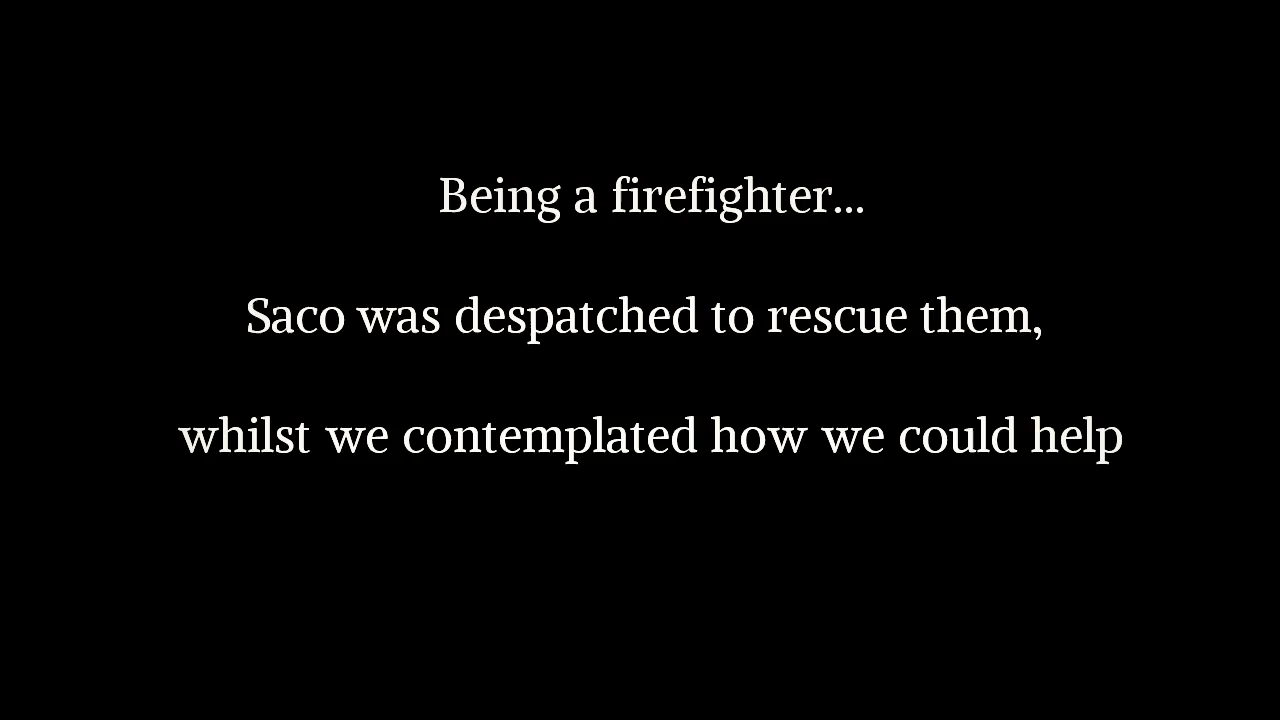 Being a firefighter...
Saco was despatched to rescue them,
whilst we contemplated how we could help